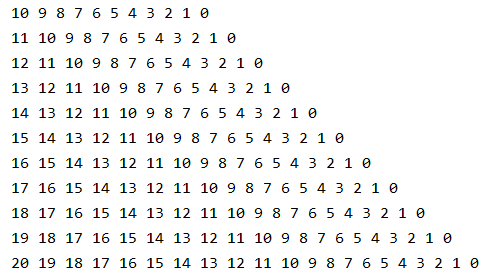 10 9 8 7 6 5 4 3 2 1 0
11 10 9 8 7 6 5 4 3 2 1 0
12 11 10 9 8 7 6 5 4 3 2 1 0
13 12 11 10 9 8 7 6 5 4 3 2 1 0
14 13 12 11 10 9 8 7 6 5 4 3 2 1 0
15 14 13 12 11 10 9 8 7 6 5 4 3 2 1 0
16 15 14 13 12 11 10 9 8 7 6 5 4 3 2 1 0
17 16 15 14 13 12 11 10 9 8 7 6 5 4 3 2 1 0
18 17 16 15 14 13 12 11 10 9 8 7 6 5 4 3 2 1 0
19 18 17 16 15 14 13 12 11 10 9 8 7 6 5 4 3 2 1 0
20 19 18 17 16 15 14 13 12 11 10 9 8 7 6 5 4 3 2 1 0